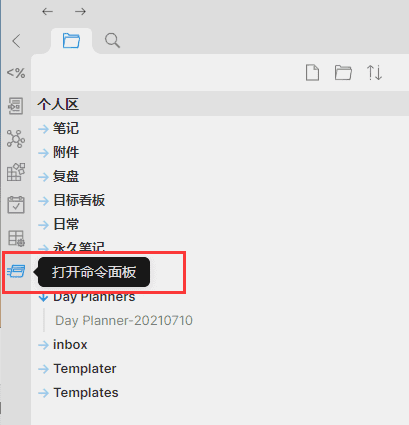 <%
个人区
笔记
附件
复盘
目标看板
日常
永久笔记
打开命令面板
Day Planners
Day Planner-20210710
inbox
Templater
Templates